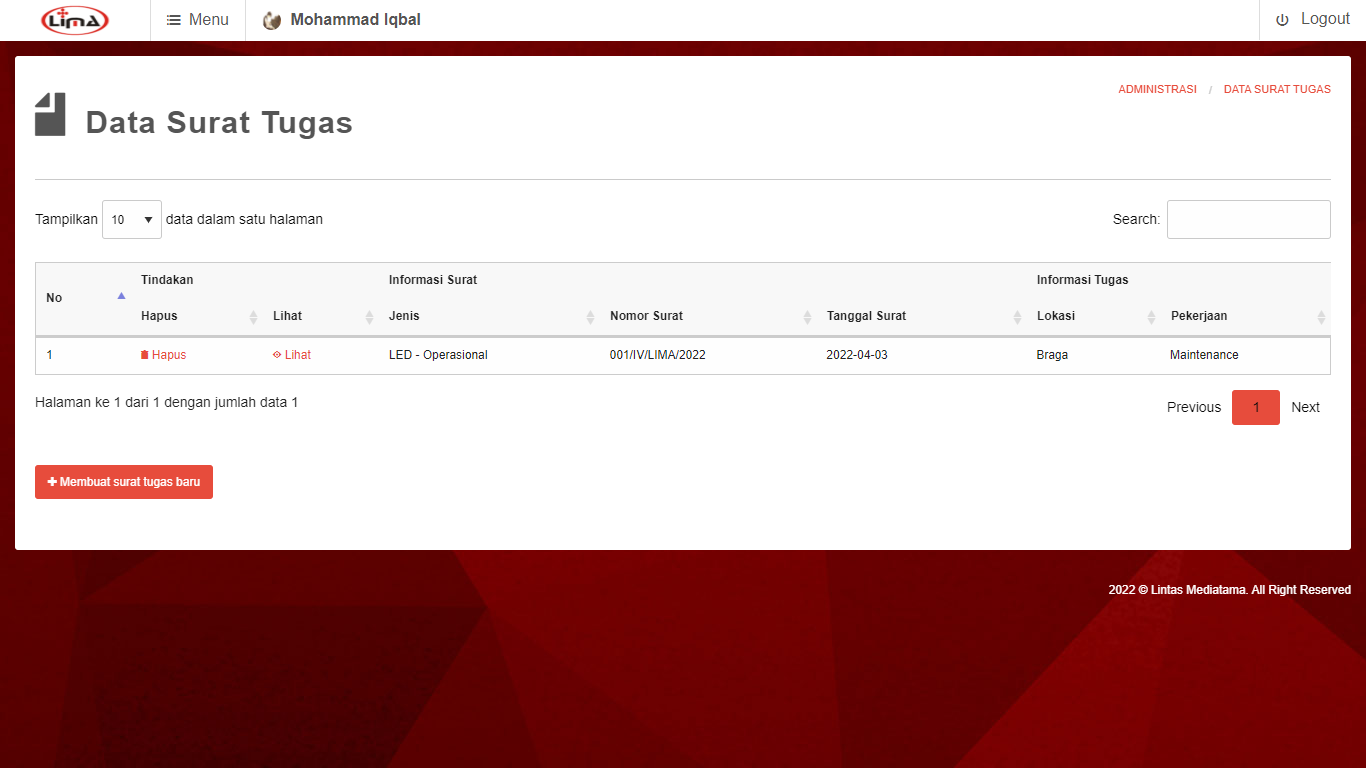 LimA
Menu
Mohammad Iqbal
Logout
ADMINISTRASI / DATA SURAT TUGAS
Data Surat Tugas
Tampilkan 10 data dalam satu halaman
Search:
No Tindakan Informasi Surat Informasi Tugas
Hapus Lihat Jenis Nomor Surat Tanggal Surat Lokasi Pekerjaan
1 Hapus Lihat LED - Operasional 001/IV/LIMA/2022 2022-04-03 Braga Maintenance
Halaman ke 1 dari 1 dengan jumlah data 1
Previous 1 Next
Membuat surat tugas baru
2022 © Lintas Mediatama. All Right Reserved